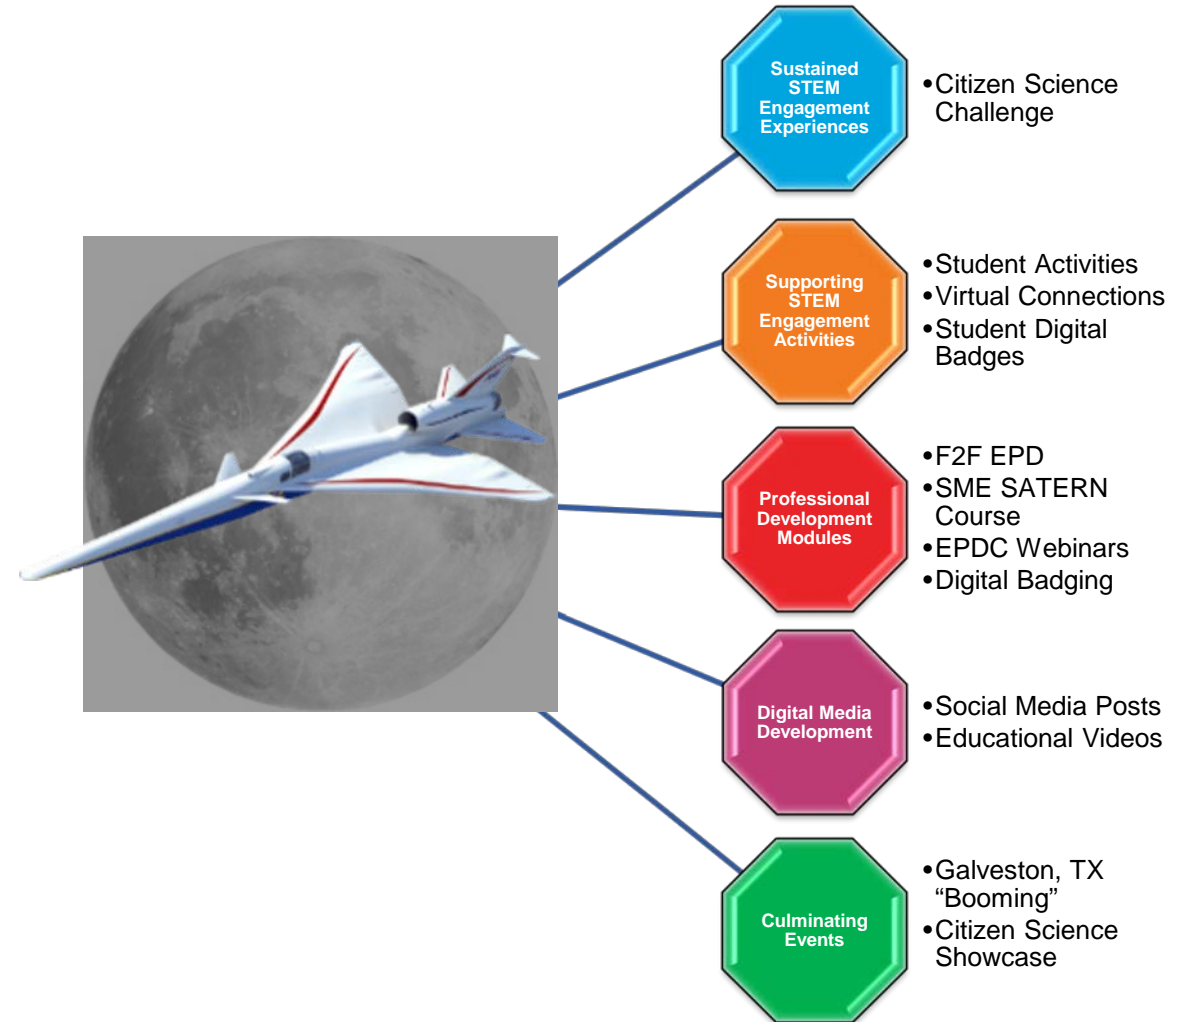 Sustained
STEM
Engagement
Experiences
•Citizen Science
Challenge
Supporting
STEM
Engagement
Activities
•Student Activities
•Virtual Connections
•Student Digital
Badges
Professional
Development
Modules
•F2F EPD
•SME SATERN
Course
•EPDC Webinars
•Digital Badging
Digital Media
Development
•Social Media Posts
•Educational Videos
Culminating
Events
•Galveston, TX
“Booming”
•Citizen Science
Showcase